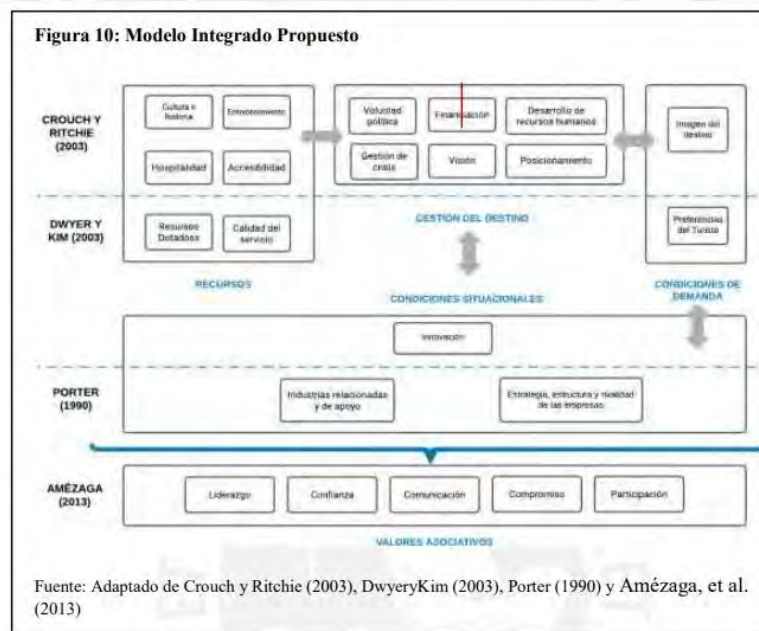 Figura 10: Modelo Integrado Propuesto
CROUCH Y
RITCHIE
(2003)
Cultura e
historia
Entretenimiento
Hospitalidad
Accesibilidad
Voluntad
política
Financiación
Desarrollo de
recursos humanos
Gestión de
crisis
Visión
Posicionamiento
Imagen del
destino
DWYER Y
KIM (2003)
Recursos
Dotadoss
Calidad del
servicio
GESTIÓN DEL DESTINO
Preferencias
del Turista
RECURSOS
CONDICIONES SITUACIONALES
CONDICIONES DE
DEMANDA
Innovación
PORTER
(1990)
Industrias relacionadas
y de apoyo
Estrategia, estructura y rivalidad
de las empresas
AMÉZAGA
(2013)
Liderazgo
Confianza
Comunicación
Compromiso
Participación
VALORES ASOCIATIVOS
Fuente: Adaptado de Crouch y Ritchie (2003), DwyeryKim (2003), Porter (1990) y Amézaga, et al.
(2013)